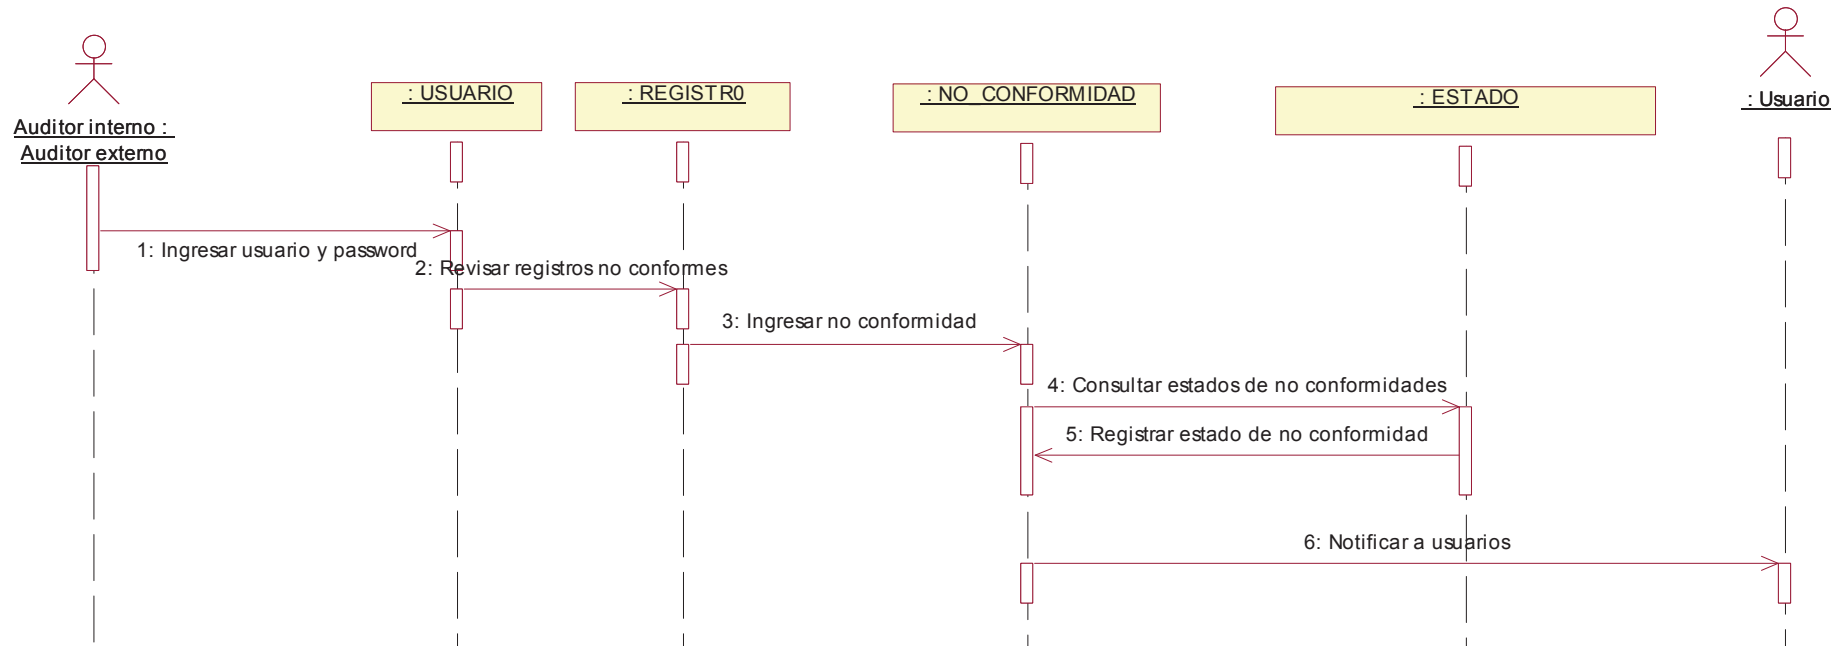 : USUARIO
: REGISTR0
: NO_CONFORMIDAD
: ESTADO
: Usuario
Auditor interno :
Auditor externo
1: Ingresar usuario y password
2: Revisar registros no conformes
3: Ingresar no conformidad
4: Consultar estados de no conformidades
5: Registrar estado de no conformidad
6: Notificar a usuarios